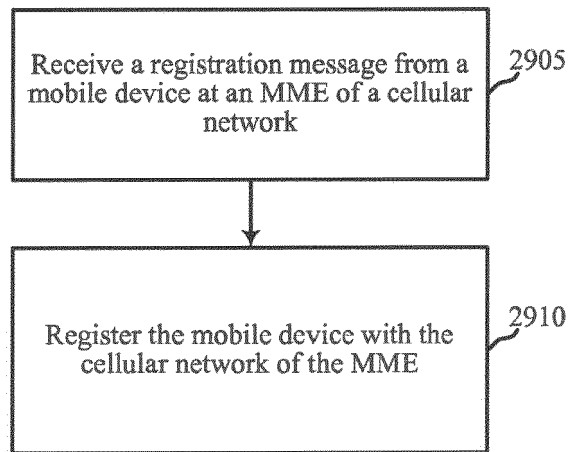 Receive a registration message from a
mobile device at an MME of a cellular
network
2905
Register the mobile device with the
cellular network of the MME
2910